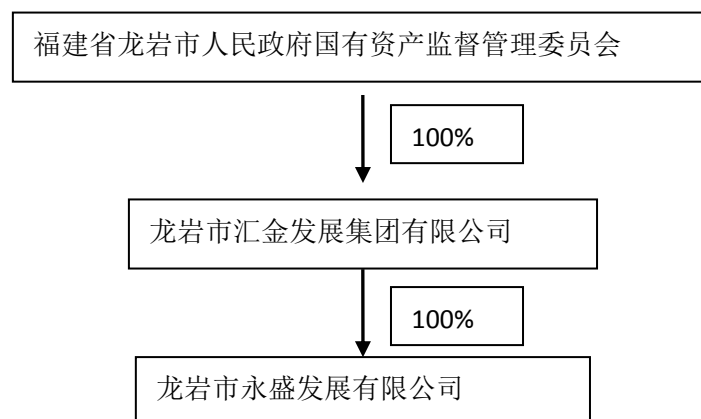 福建省龙岩市人民政府国有资产监督管理委员会
100%
龙岩市汇金发展集团有限公司
100%
龙岩市永盛发展有限公司